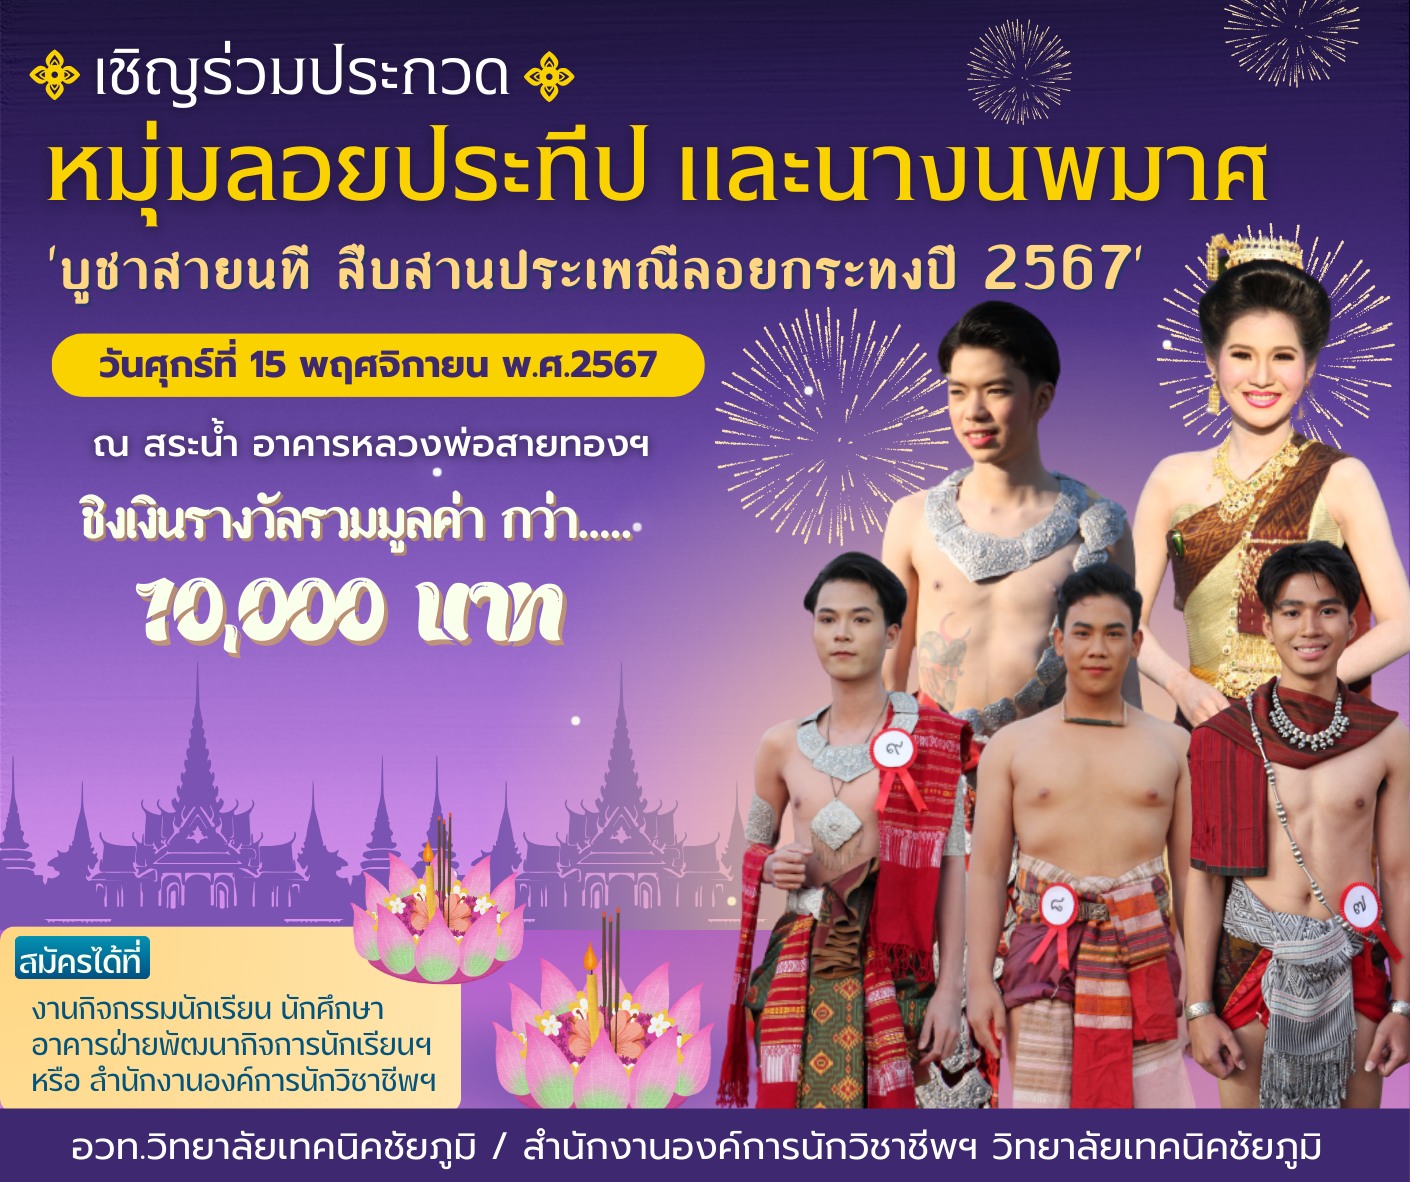 เชิญร่วมประกวด
หนุ่มลอยประทีป และนางนพมาศ
'บูชาสายนที สืบสานประเพณีลอยกระทงปี 2567'
วันศุกร์ที่ 15 พฤศจิกายน พ.ศ.2567
ณ สระน้ำ อาคารหลวงพ่อสายทองฯ
ชิงเงินรางวัลรวมมูลค่า กว่า.....
10,000 บาท
๙
๘
๗
สมัครได้ที่
งานกิจกรรมนักเรียน นักศึกษา
อาคารฝ่ายพัฒนากิจการนักเรียนฯ
หรือ สำนักงานองค์การนักวิชาชีพฯ
อวท.วิทยาลัยเทคนิคชัยภูมิ / สำนักงานองค์การนักวิชาชีพฯ วิทยาลัยเทคนิคชัยภูมิ